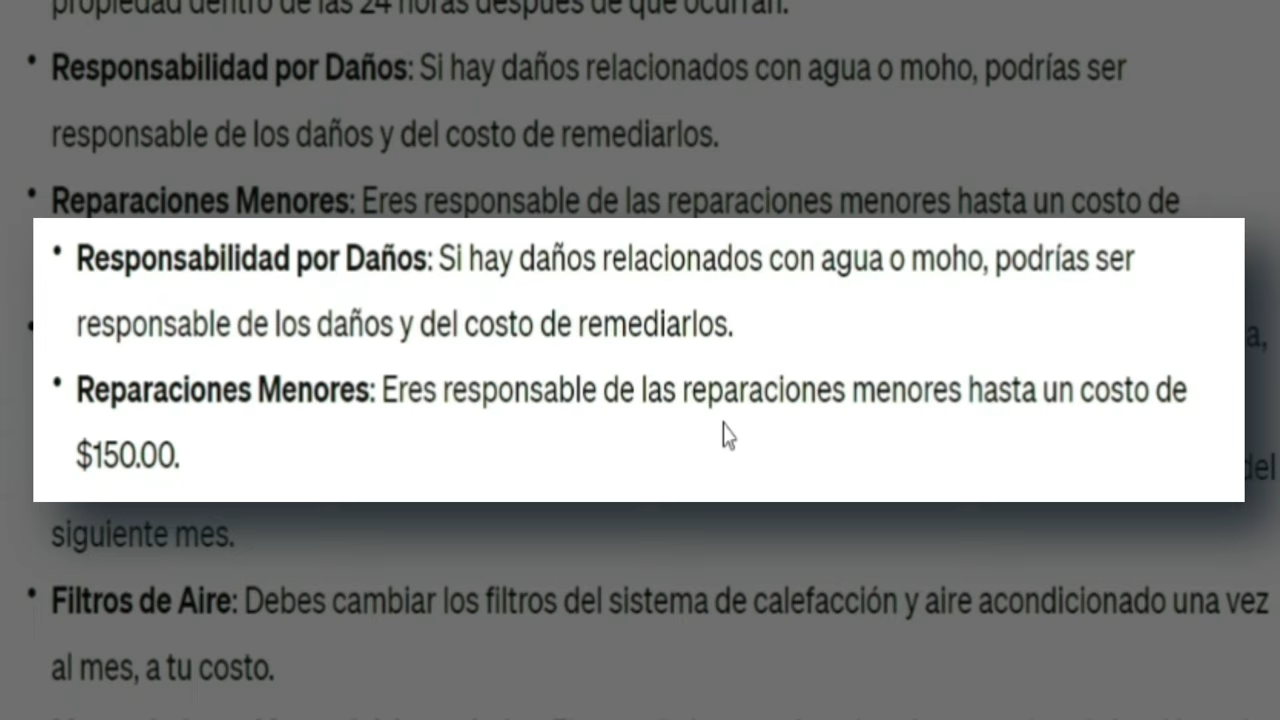 propiedad dentro de las 24 horas después de que ocurran.
• Responsabilidad por Daños: Si hay daños relacionados con agua o moho, podrías ser
responsable de los daños y del costo de remediarlos.
• Reparaciones Menores: Eres responsable de las reparaciones menores hasta un costo de
• Responsabilidad por Daños: Si hay daños relacionados con agua o moho, podrías ser
responsable de los daños y del costo de remediarlos.
• Reparaciones Menores: Eres responsable de las reparaciones menores hasta un costo de
$150.00.
del
siguiente mes.
• Filtros de Aire: Debes cambiar los filtros del sistema de calefacción y aire acondicionado una vez
al mes, a tu costo.